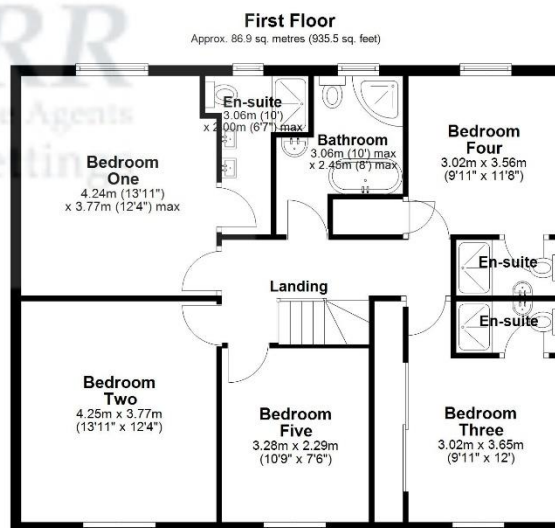 First Floor
Approx. 86.9 sq. metres (935.5 sq. feet)
RR
e Agents
etting
En-suite
3.06m (10')
x 2.00m (6'7") max
Bathroom
3.06m (10') max
x 2.45m (8') max
Bedroom
Four
3.02m x 3.56m
(9'11" x 11'8")
Bedroom
One
4.24m (13'11")
x 3.77m (12'4") max
En-suite
Landing
En-suite
Bedroom
Two
4.25m x 3.77m
(13'11" x 12'4")
Bedroom
Five
3.28m x 2.29m
(10'9" x 7'6")
Bedroom
Three
3.02m x 3.65m
(9'11" x 12')